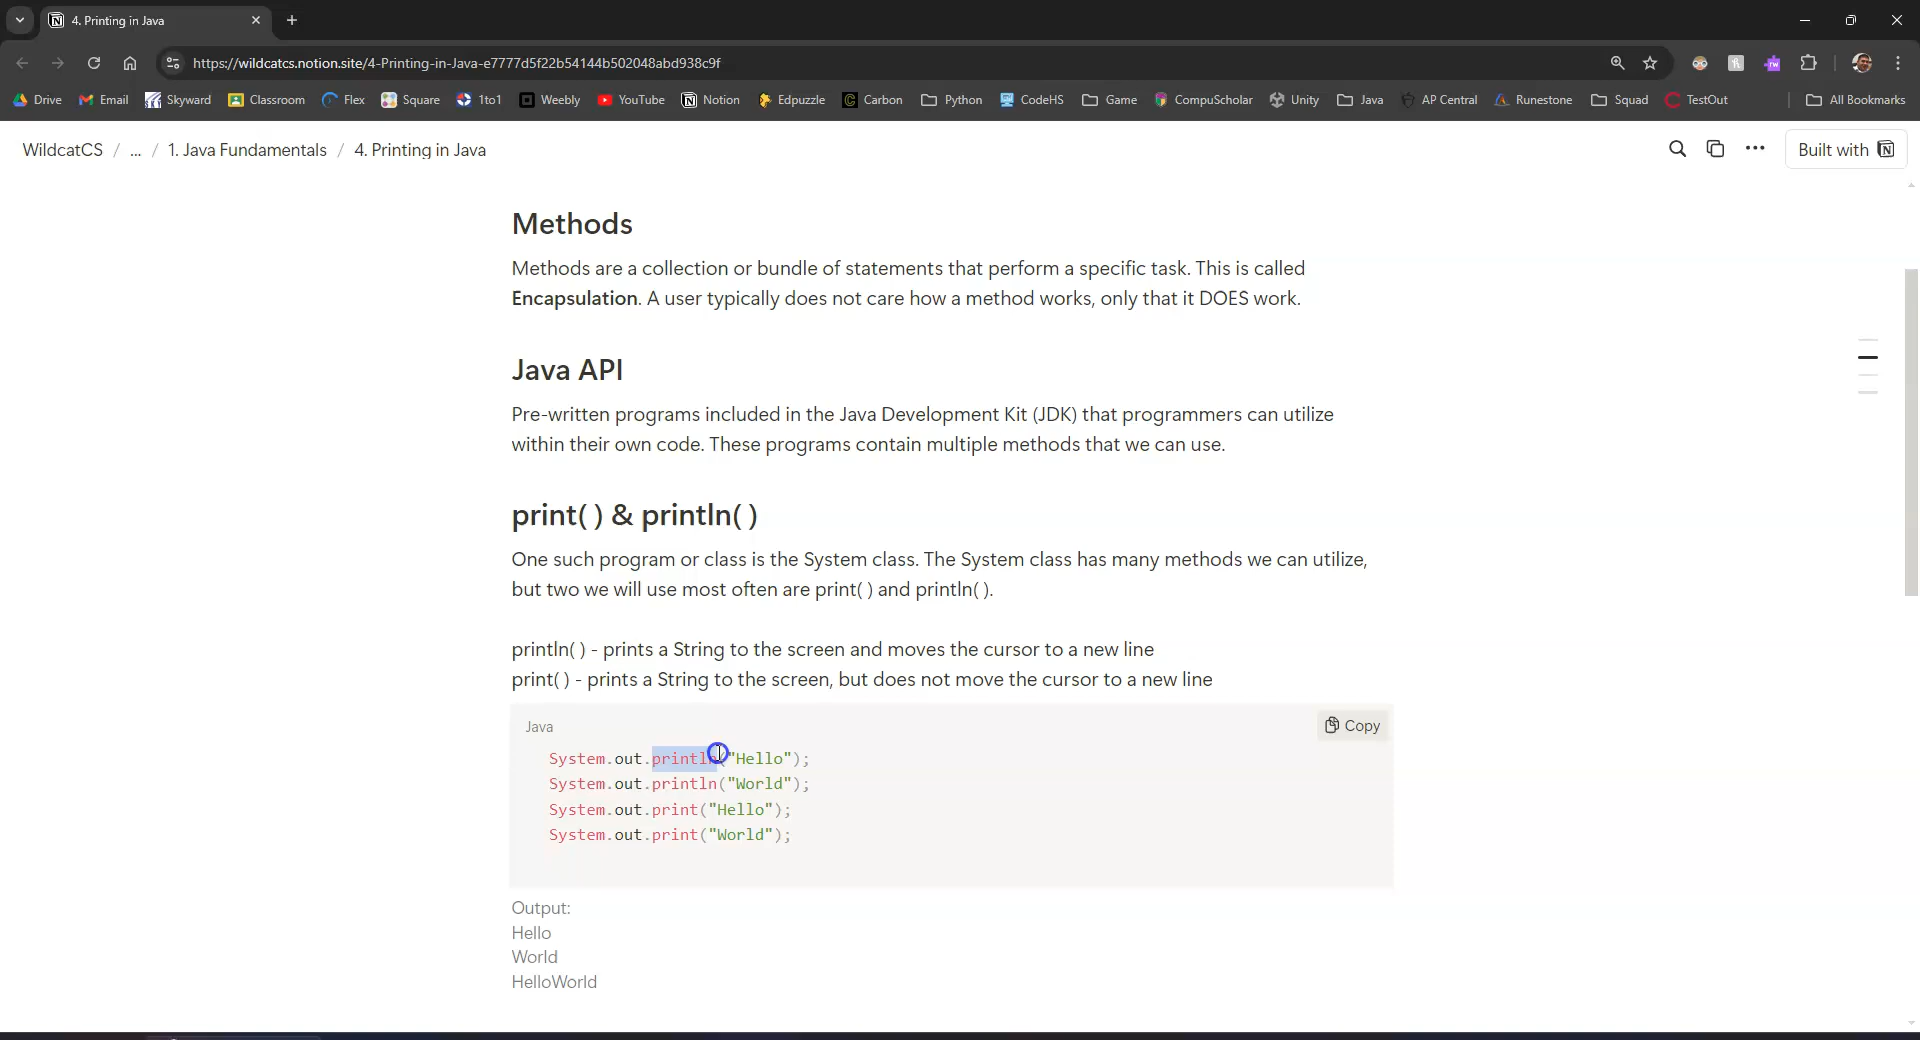 4. Printing in Java
https://wildcatcs.notion.site/4-Printing-in-Java-e7777d5f22b54144b502048abd938c9f
Drive Email Skyward Classroom Flex Square 1to1 Weebly YouTube Notion Edpuzzle Carbon Python CodeHS Game CompuScholar Unity Java AP Central Runestone Squad TestOut All Bookmarks
WildcatCS / ... / 1. Java Fundamentals / 4. Printing in Java
Built with
Methods
Methods are a collection or bundle of statements that perform a specific task. This is called
Encapsulation. A user typically does not care how a method works, only that it DOES work.
Java API
Pre-written programs included in the Java Development Kit (JDK) that programmers can utilize
within their own code. These programs contain multiple methods that we can use.
print( ) & println( )
One such program or class is the System class. The System class has many methods we can utilize,
but two we will use most often are print( ) and println( ).
println( ) - prints a String to the screen and moves the cursor to a new line
print( ) - prints a String to the screen, but does not move the cursor to a new line
Java
Copy
System.out.println("Hello");
System.out.println("World");
System.out.print("Hello");
System.out.print("World");
Output:
Hello
World
HelloWorld